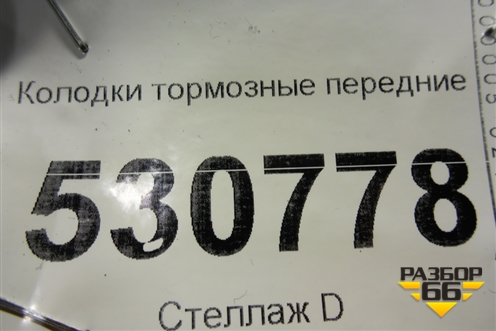 Колодки тормозные передние
530778
Стеллаж D
РАЗБОР
66